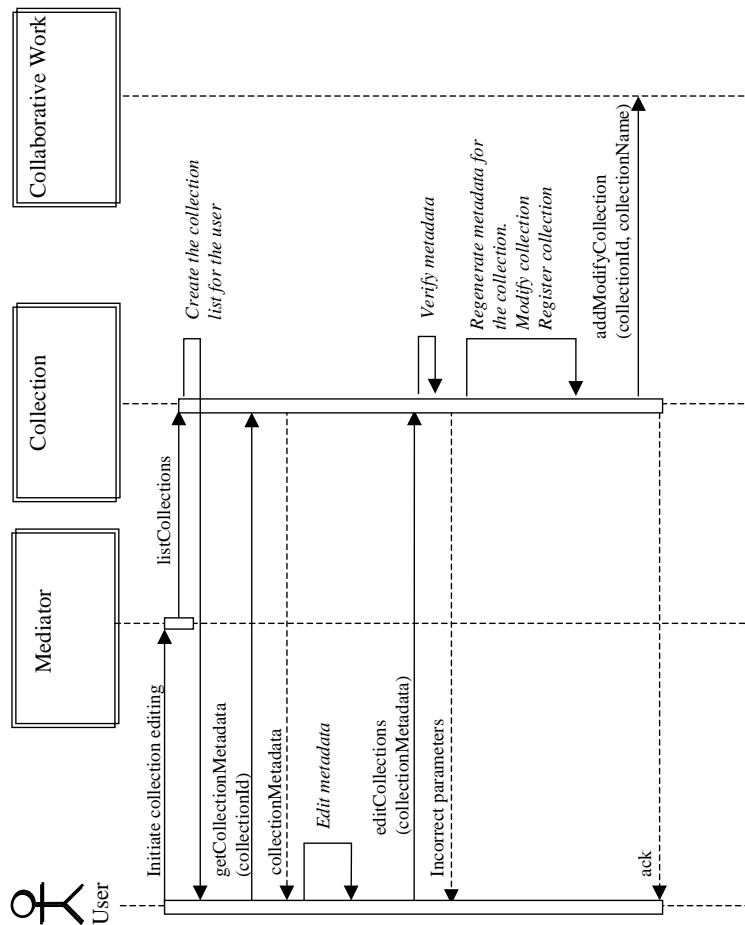 User
Mediator
Collection
Collaborative Work
Initiate collection editing
listCollections
Create the collection
list for the user
getCollectionMetadata
(collectionId)
collectionMetadata
Edit metadata
editCollections
(collectionMetadata)
Verify metadata
Incorrect parameters
Regenerate metadata for
the collection.
Modify collection
Register collection
addModifyCollection
(collectionId, collectionName)
ack